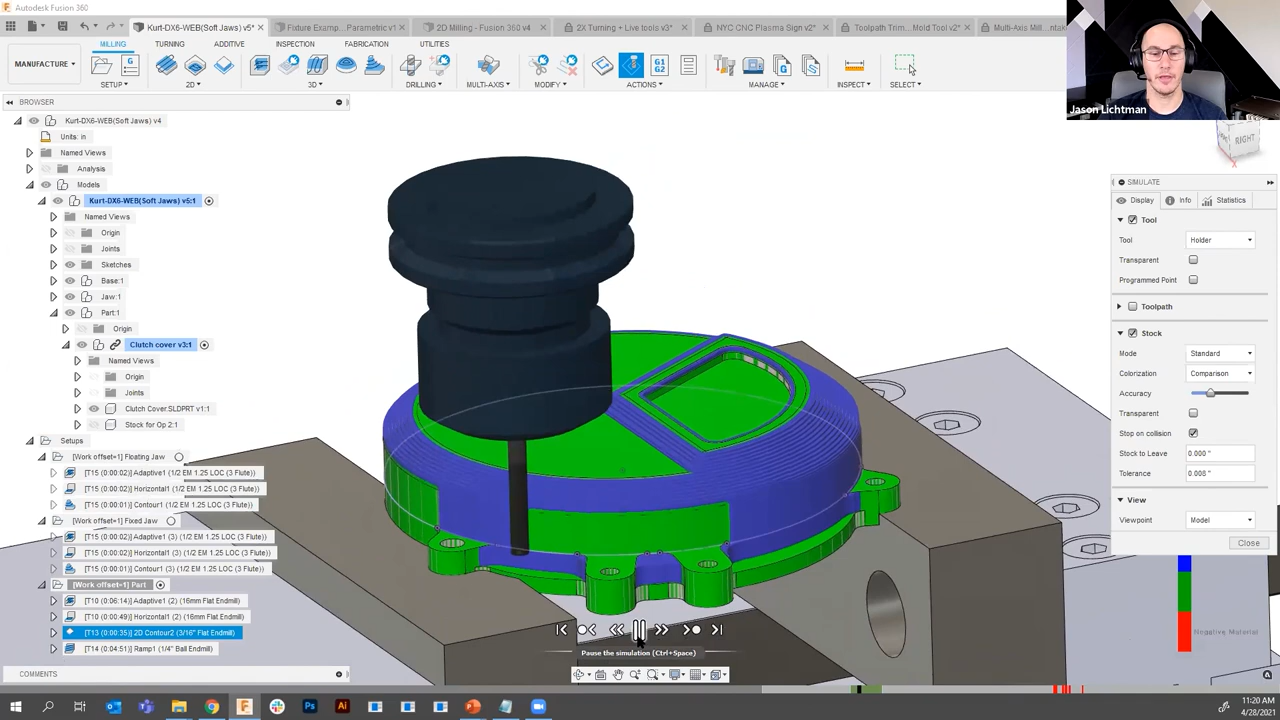 Autodesk Fusion 360
Kurt-DX6-WEB(Soft Jaws) v5*
Fixture Examp...Parametric v1*
2D Milling - Fusion 360 v4*
2X Turning + Live tools v3*
NYC CNC Plasma Sign v2*
Toolpath Trim...Mold Tool v2*
Multi-Axis Mill...
MILLING
TURNING
ADDITIVE
INSPECTION
FABRICATION
UTILITIES
MANUFACTURE
G1
G2
SETUP
2D
3D
DRILLING
MULTI-AXIS
MODIFY
ACTIONS
MANAGE
INSPECT
SELECT
Jason Lichtman
RIGHT
BROWSER
Kurt-DX6-WEB(Soft Jaws) v4
Units: in
Named Views
Analysis
Models
Kurt-DX6-WEB(Soft Jaws) v5:1
Named Views
Origin
Joints
Sketches
Base:1
Jaw:1
Part:1
Origin
Clutch cover v3:1
Named Views
Origin
Joints
Clutch Cover.SLDPRT v1:1
Stock for Op 2:1
Setups
[Work offset=1] Floating Jaw
[T15 (0:00:02)] Adaptive1 (1/2 EM 1.25 LOC (3 Flute))
[T15 (0:00:02)] Horizontal1 (1/2 EM 1.25 LOC (3 Flute))
[T15 (0:00:01)] Contour1 (1/2 EM 1.25 LOC (3 Flute))
[Work offset=1] Fixed Jaw
[T15 (0:00:02)] Adaptive1 (3) (1/2 EM 1.25 LOC (3 Flute))
[T15 (0:00:02)] Horizontal1 (3) (1/2 EM 1.25 LOC (3 Flute))
[T15 (0:00:01)] Contour1 (3) (1/2 EM 1.25 LOC (3 Flute))
[Work offset=1] Part
[T10 (0:06:14)] Adaptive1 (2) (16mm Flat Endmill)
[T10 (0:00:49)] Horizontal1 (2) (16mm Flat Endmill)
[T13 (0:00:35)] 2D Contour2 (3/16" Flat Endmill)
[T14 (0:04:51)] Ramp1 (1/4" Ball Endmill)
COMMENTS
SIMULATE
Display
Info
Statistics
Tool
Tool
Holder
Transparent
Programmed Point
Toolpath
Stock
Mode
Standard
Colorization
Comparison
Accuracy
Transparent
Stop on collision
Stock to Leave
0.000 "
Tolerance
0.008 "
View
Viewpoint
Model
Close
Negative Material
Pause the simulation (Ctrl+Space)
11:20 AM
4/28/2021